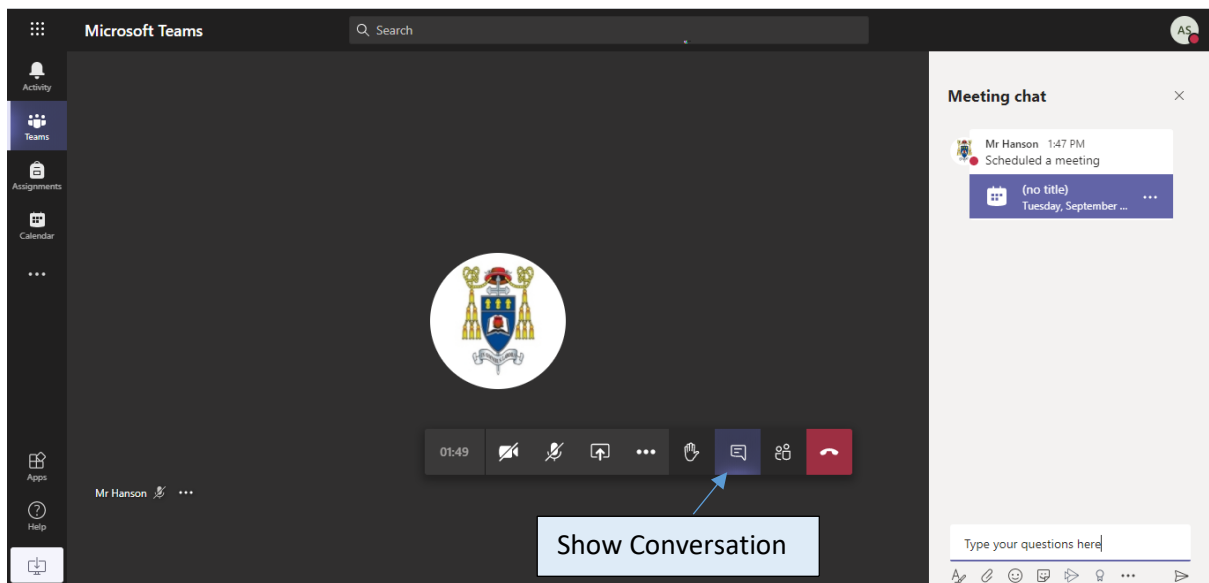 Microsoft Teams
Search
AS
Activity
Teams
Assignments
Calendar
Apps
Help
01:49
Mr Hanson
Show Conversation
Meeting chat
Mr Hanson 1:47 PM
Scheduled a meeting
(no title)
Tuesday, September ...
Type your questions here